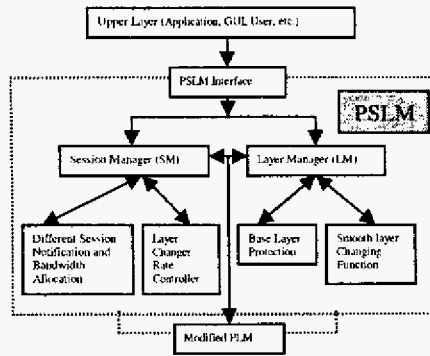 Upper Layer (Application, GUI, User, etc.)
PSLM Interface
PSLM
Session Manager (SM)
Layer Manager (LM)
Different Session
Notification and
Bandwidth
Allocation
Layer
Changer
Rate
Controller
Base Layer
Protection
Smooth layer
Changing
Function
Modified PLM